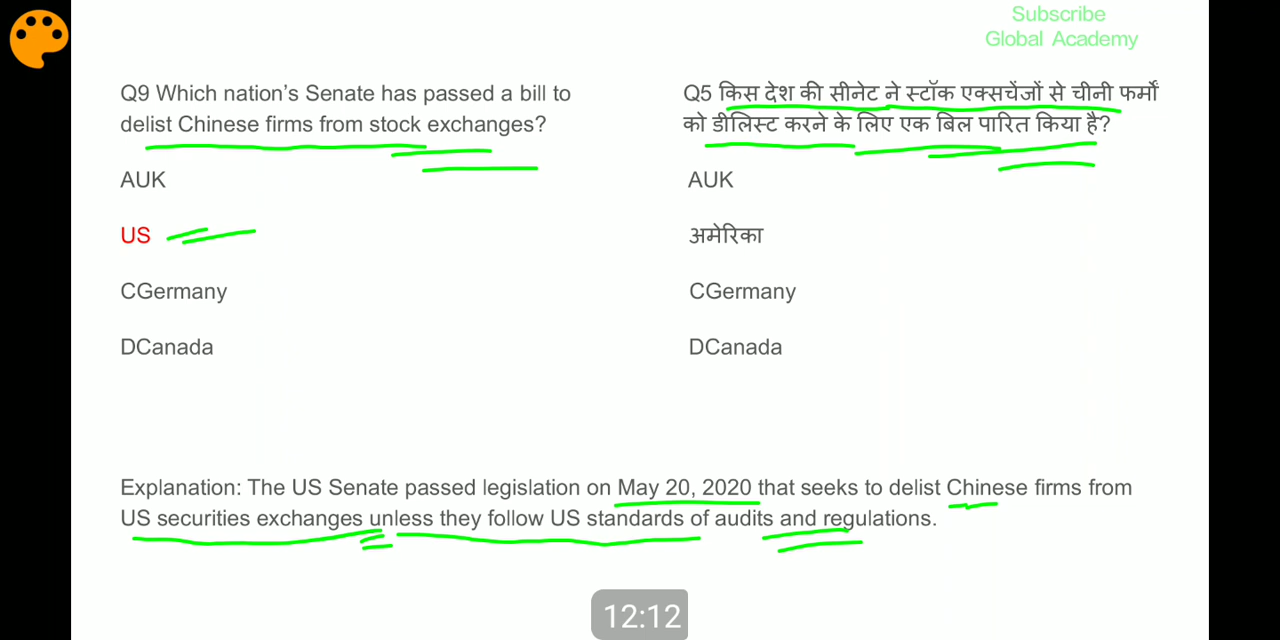 Subscribe
Global Academy
Q9 Which nation's Senate has passed a bill to
delist Chinese firms from stock exchanges?
AUK
US
CGermany
DCanada
Q5 किस देश की सीनेट ने स्टॉक एक्सचेंजों से चीनी फर्मों
को डीलिस्ट करने के लिए एक बिल पारित किया है?
AUK
अमेरिका
CGermany
DCanada
Explanation: The US Senate passed legislation on May 20, 2020 that seeks to delist Chinese firms from
US securities exchanges unless they follow US standards of audits and regulations.
12:12